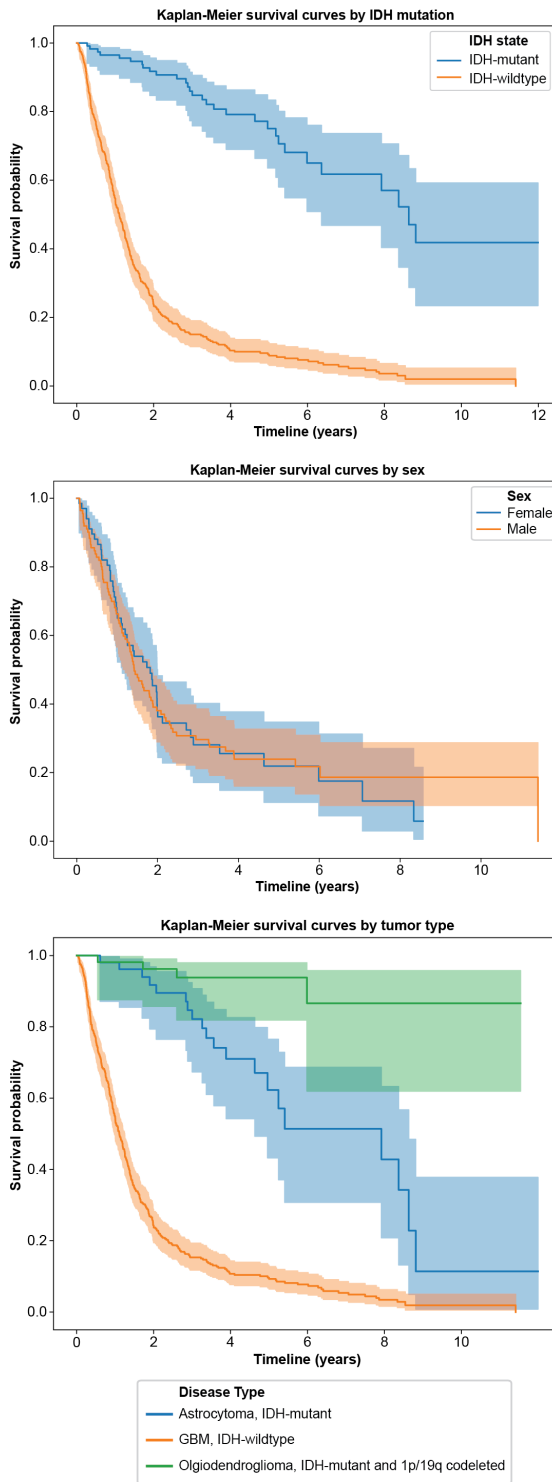 Kaplan-Meier survival curves by IDH mutation
IDH state
IDH-mutant
IDH-wildtype
Survival probability
1.0
0.8
0.6
0.4
0.2
0.0
0 2 4 6 8 10 12
Timeline (years)
Kaplan-Meier survival curves by sex
Sex
Female
Male
Survival probability
1.0
0.8
0.6
0.4
0.2
0.0
0 2 4 6 8 10
Timeline (years)
Kaplan-Meier survival curves by tumor type
Survival probability
1.0
0.8
0.6
0.4
0.2
0.0
0 2 4 6 8 10
Timeline (years)
Disease Type
Astrocytoma, IDH-mutant
GBM, IDH-wildtype
Olgiodendroglioma, IDH-mutant and 1p/19q codeleted